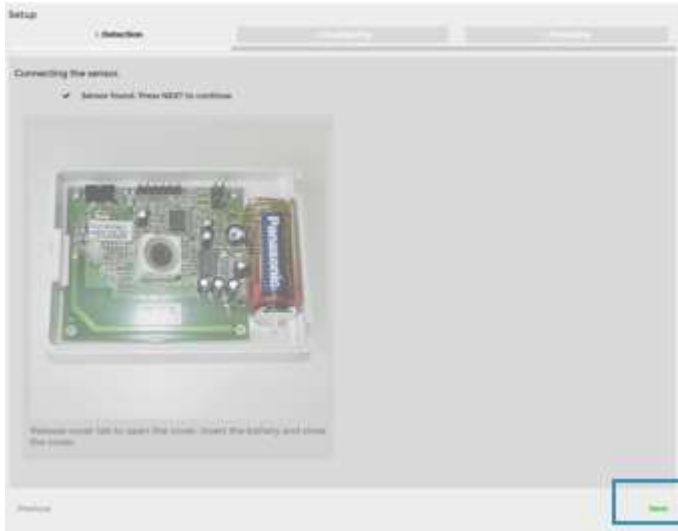 Setup
1 Detection
Connecting the sensor.
✔ Sensor found. Press NEXT to continue
Panasonic
Release cover tab to open the cover. Insert the battery and close
the cover.
Previous
Next